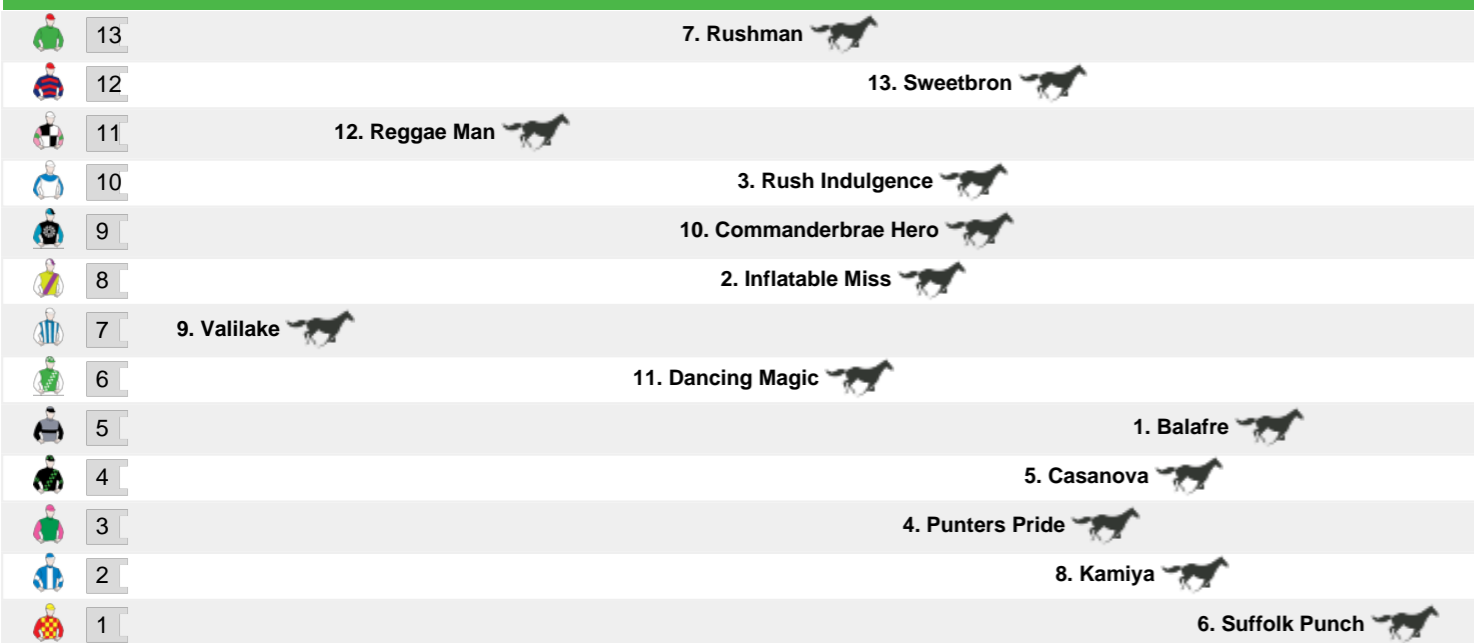 13 7. Rushman
12 13. Sweetbron
11 12. Reggae Man
10 3. Rush Indulgence
9 10. Commanderbrae Hero
8 2. Inflatable Miss
7 9. Valilake
6 11. Dancing Magic
5 1. Balafre
4 5. Casanova
3 4. Punters Pride
2 8. Kamiya
1 6. Suffolk Punch